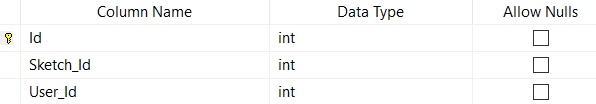 Column Name Data Type Allow Nulls
Id int
Sketch_Id int
User_Id int